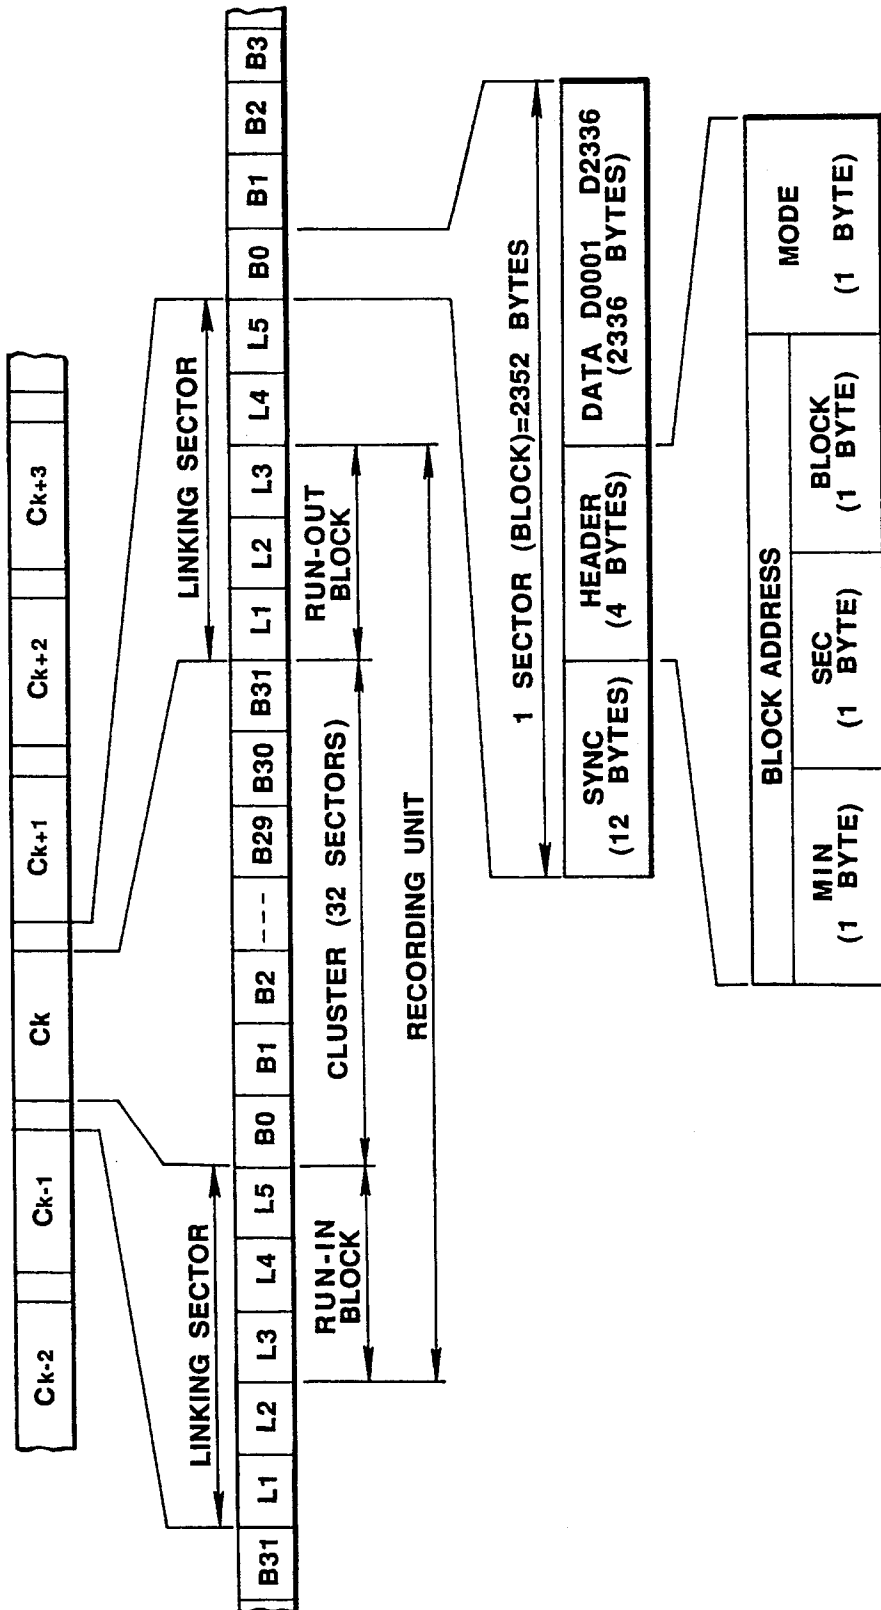 Ck-2 Ck-1 Ck Ck+1 Ck+2 Ck+3
LINKING SECTOR LINKING SECTOR
B31 L1 L2 L3 L4 L5 B0 B1 B2 --- B29 B30 B31 L1 L2 L3 L4 L5 B0 B1 B2 B3
RUN-IN
BLOCK
CLUSTER (32 SECTORS)
RUN-OUT
BLOCK
RECORDING UNIT
1 SECTOR (BLOCK)=2352 BYTES
SYNC
(12 BYTES)
HEADER
(4 BYTES)
DATA D0001 D2336
(2336 BYTES)
BLOCK ADDRESS
MIN
(1 BYTE)
SEC
(1 BYTE)
BLOCK
(1 BYTE)
MODE
(1 BYTE)